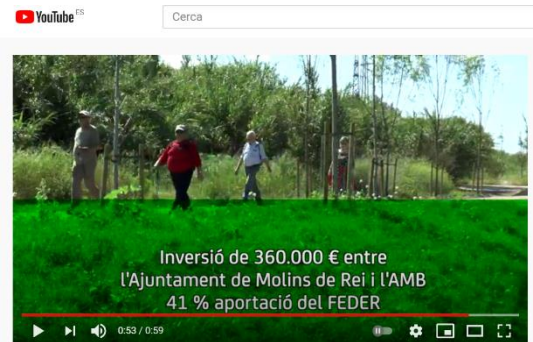 YouTube ES
Cerca
Inversió de 360.000 € entre
l'Ajuntament de Molins de Rei i l'AMB
41 % aportació del FEDER
0:53 / 0:59